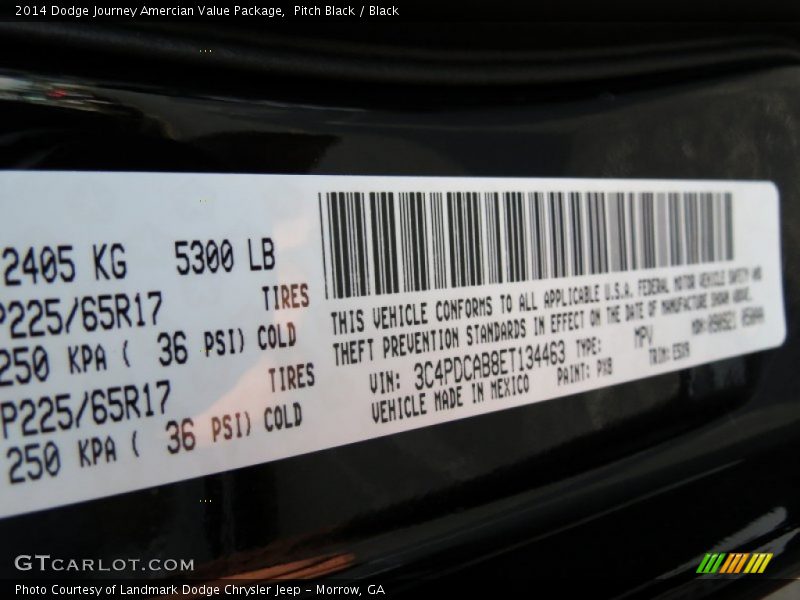 2014 Dodge Journey Amercian Value Package,  Pitch Black / Black
2405 KG 5300 LB
P225/65R17 TIRES
250 KPA ( 36 PSI) COLD
P225/65R17 TIRES
250 KPA ( 36 PSI) COLD
THIS VEHICLE CONFORMS TO ALL APPLICABLE U.S.A. FEDERAL MOTOR VEHICLE SAFETY AND
THEFT PREVENTION STANDARDS IN EFFECT ON THE DATE OF MANUFACTURE SHOWN ABOVE.
VIN: 3C4PDCAB8ET134463 TYPE: MPV
VEHICLE MADE IN MEXICO PAINT: PX8 TRIM:
GTCARLOT.COM
Photo Courtesy of Landmark Dodge Chrysler Jeep - Morrow, GA